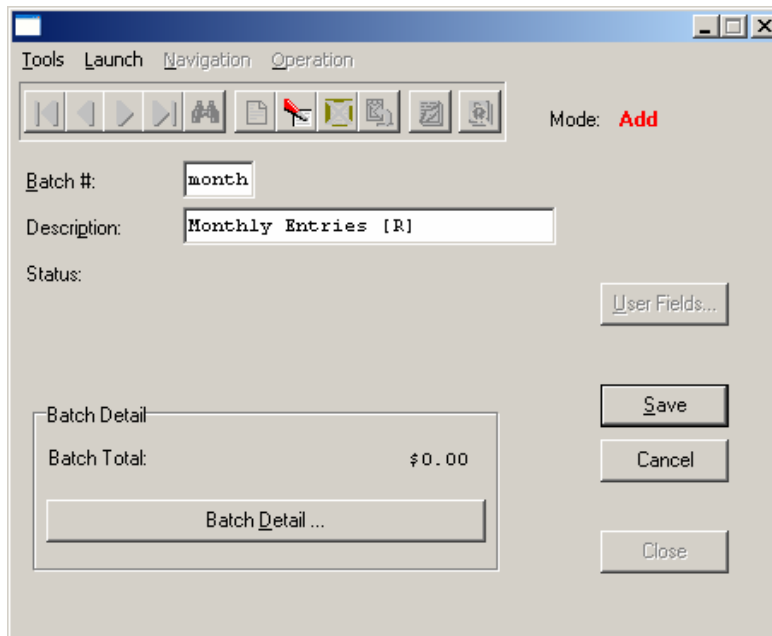 Tools Launch Navigation Operation
Mode: Add
Batch #: month
Description: Monthly Entries [R]
Status:
User Fields...
Save
Batch Detail
Batch Total: $0.00
Cancel
Batch Detail ...
Close